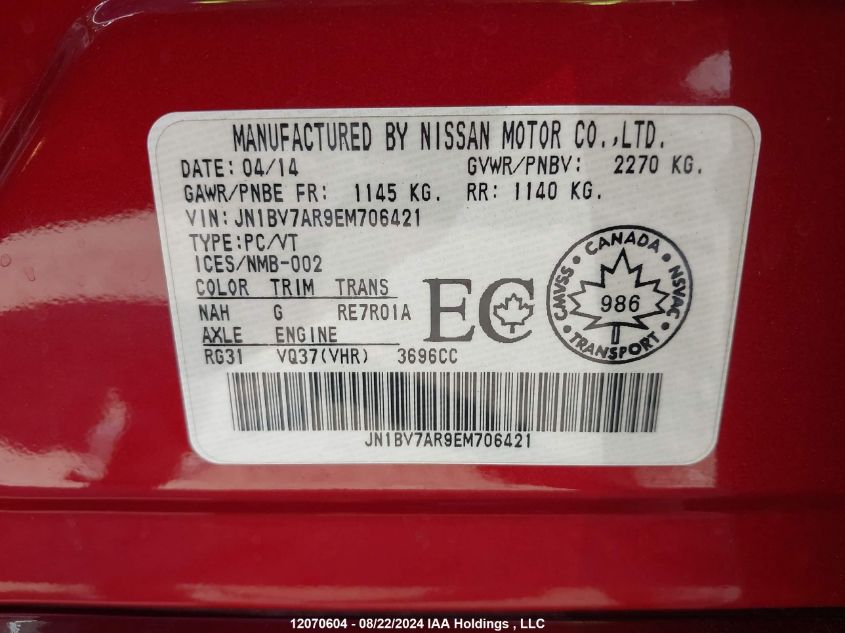 MANUFACTURED BY NISSAN MOTOR CO.,LTD.
DATE: 04/14 GVWR/PNBV: 2270 KG.
GAWR/PNBE FR: 1145 KG. RR: 1140 KG.
VIN: JN1BV7AR9EM706421
TYPE:PC/VT
ICES/NMB-002
COLOR TRIM TRANS
NAH G RE7R01A
AXLE ENGINE
RG31 VQ37(VHR) 3696CC
EC
CANADA
CMVSS 986 NSVAC
TRANSPORT
JN1BV7AR9EM706421
12070604 - 08/22/2024 IAA Holdings , LLC